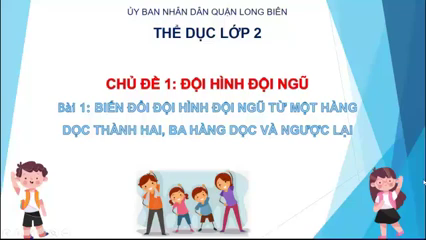 ỦY BAN NHÂN DÂN QUẬN LONG BIÊN
THỂ DỤC LỚP 2
CHỦ ĐỀ 1: ĐỘI HÌNH ĐỘI NGŨ
Bài 1: BIẾN ĐỔI ĐỘI HÌNH ĐỘI NGŨ TỪ MỘT HÀNG
DỌC THÀNH HAI, BA HÀNG DỌC VÀ NGƯỢC LẠI